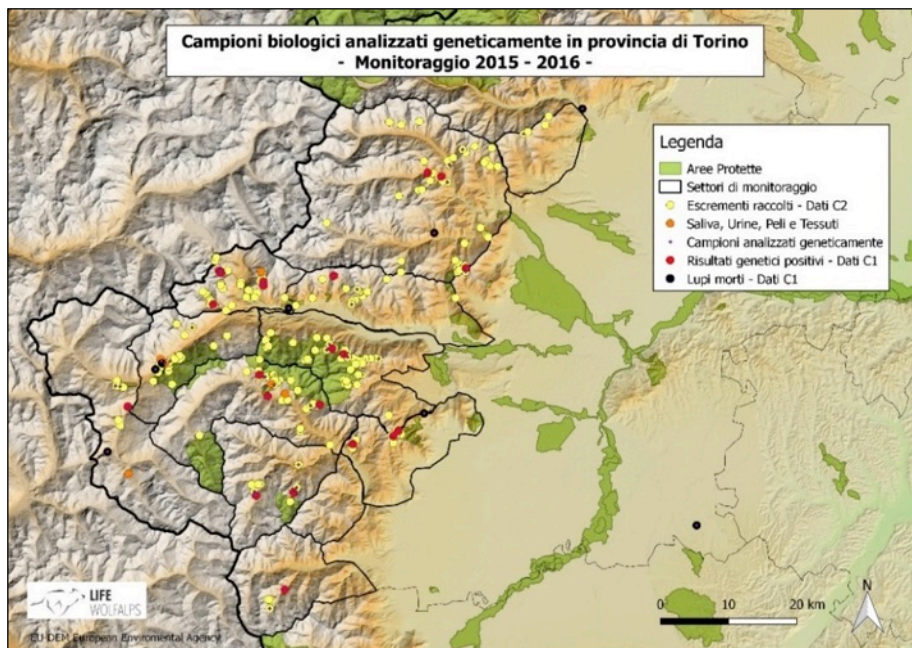 Campioni biologici analizzati geneticamente in provincia di Torino
- Monitoraggio 2015 - 2016 -
Legenda
Aree Protette
Settori di monitoraggio
Escrementi raccolti - Dati C2
Saliva, Urine, Peli e Tessuti
Campioni analizzati geneticamente
Risultati genetici positivi - Dati C1
Lupi morti - Dati C1
N
0 10 20 km
LIFE
WOLFALPS
EU-DEM European Enviromental Agency